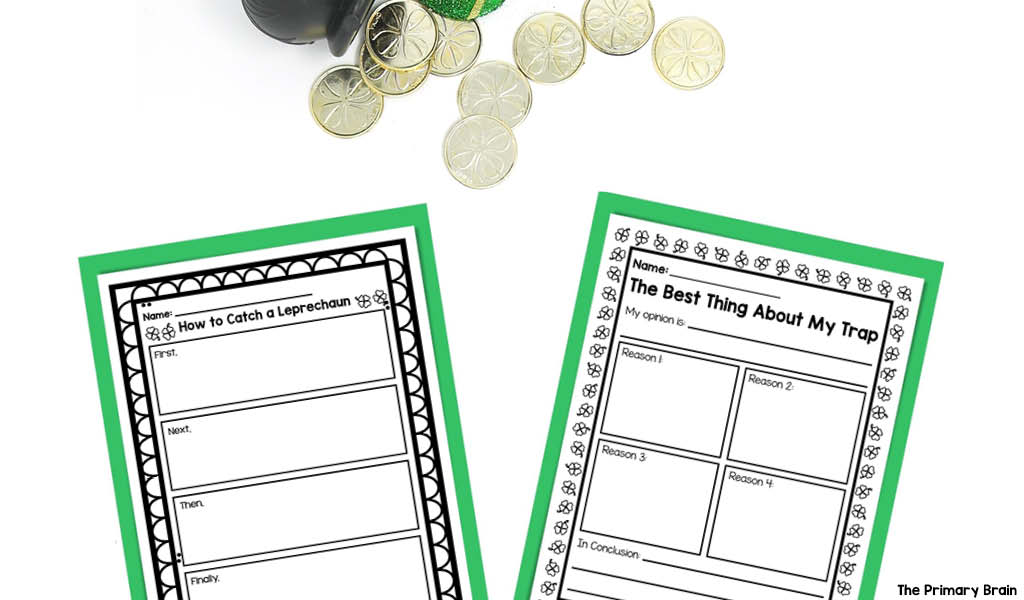 Name:
How to Catch a Leprechaun
First,
Next,
Then,
Finally,
Name:
The Best Thing About My Trap
My opinion is:
Reason 1:
Reason 2:
Reason 3:
Reason 4:
In Conclusion:
The Primary Brain